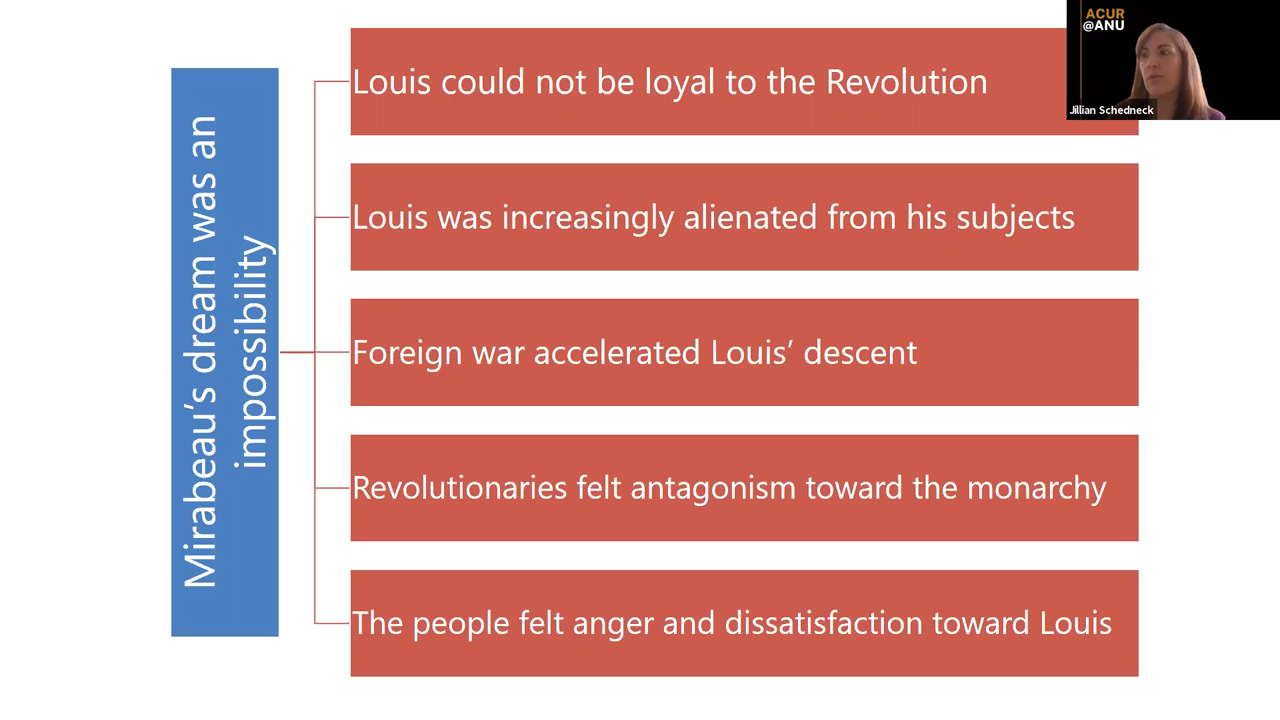 Mirabeau's dream was an
impossibility
Louis could not be loyal to the Revolution
Louis was increasingly alienated from his subjects
Foreign war accelerated Louis’ descent
Revolutionaries felt antagonism toward the monarchy
The people felt anger and dissatisfaction toward Louis
ACUR
@ANU
Jillian Schedneck